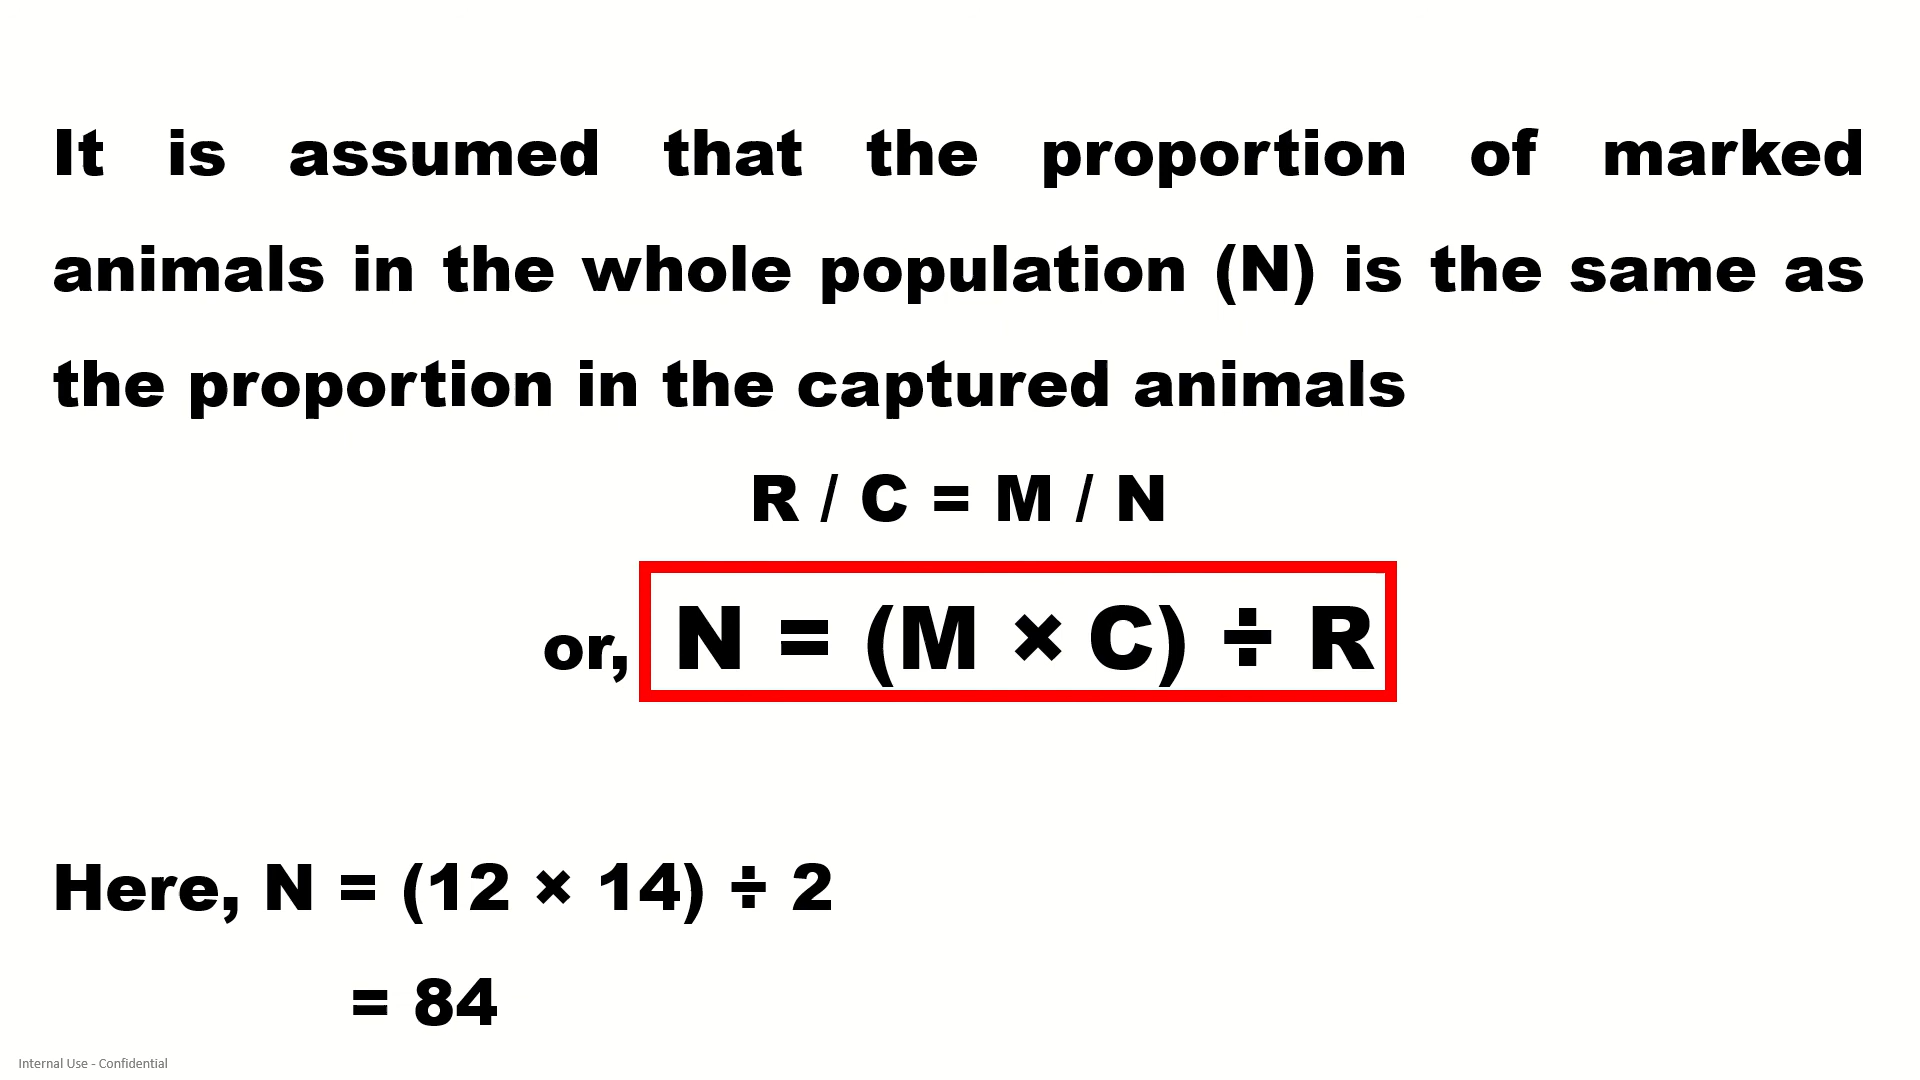 It is assumed that the proportion of marked
animals in the whole population (N) is the same as
the proportion in the captured animals
R / C = M / N
or, N = (M × C) ÷ R
Here, N = (12 × 14) ÷ 2
= 84
Internal Use - Confidential